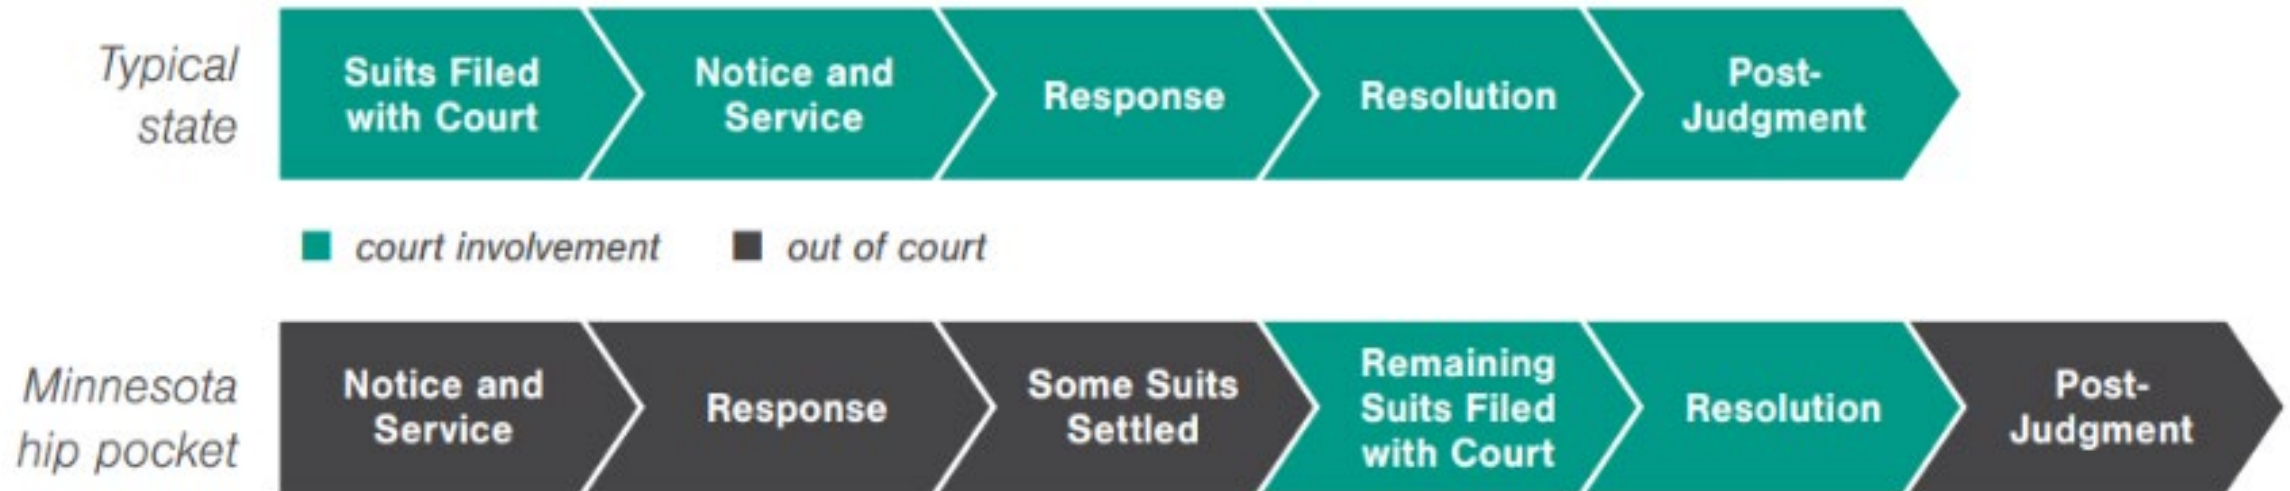 Typical
state
Suits Filed
with Court
Notice and
Service
Response
Resolution
Post-
Judgment
court involvement
out of court
Minnesota
hip pocket
Notice and
Service
Response
Some Suits
Settled
Remaining
Suits Filed
with Court
Resolution
Post-
Judgment